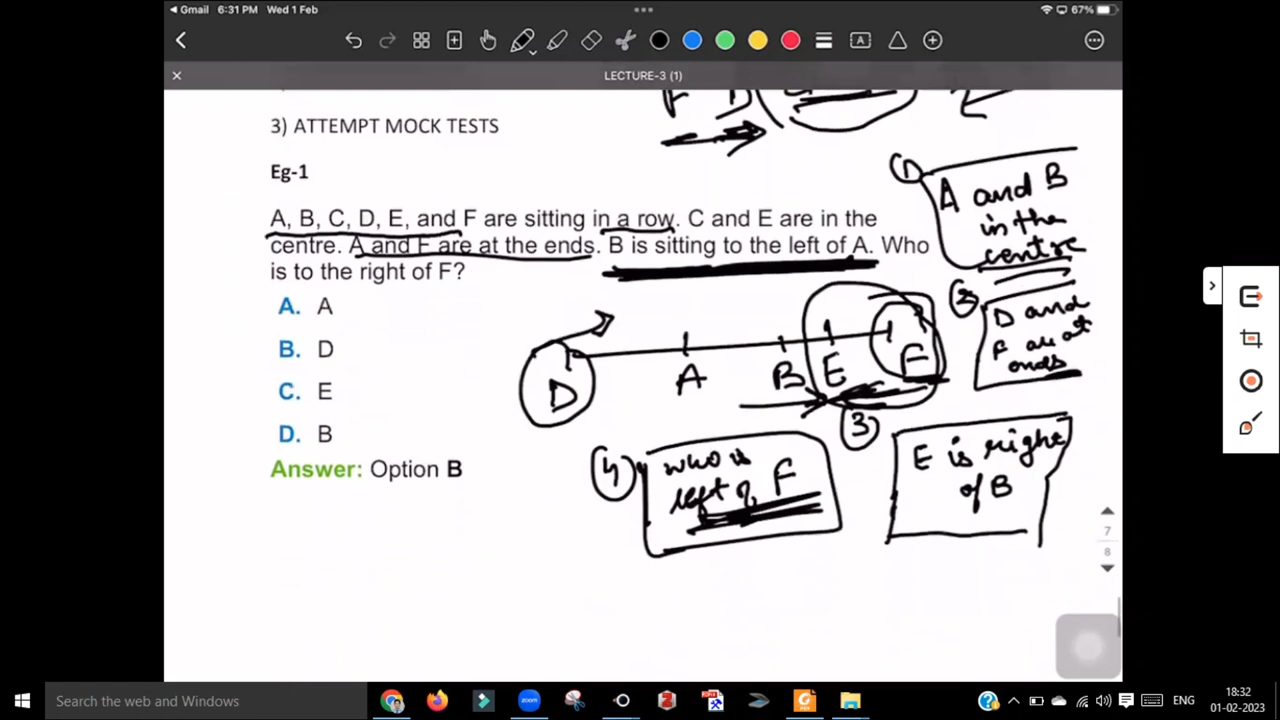 Gmail 6:31 PM Wed 1 Feb
67%
LECTURE-3 (1)
F D
3) ATTEMPT MOCK TESTS
Eg-1
A, B, C, D, E, and F are sitting in a row. C and E are in the
centre. A and F are at the ends. B is sitting to the left of A. Who
is to the right of F?
A. A
B. D
C. E
D. B
Answer: Option B
1
A and B
in the
centre
2
D and
F are at
ends
D A B E F
3
E is right
of B
4
who is
left of F
7
8
Search the web and Windows
zoom
ENG
18:32
01-02-2023